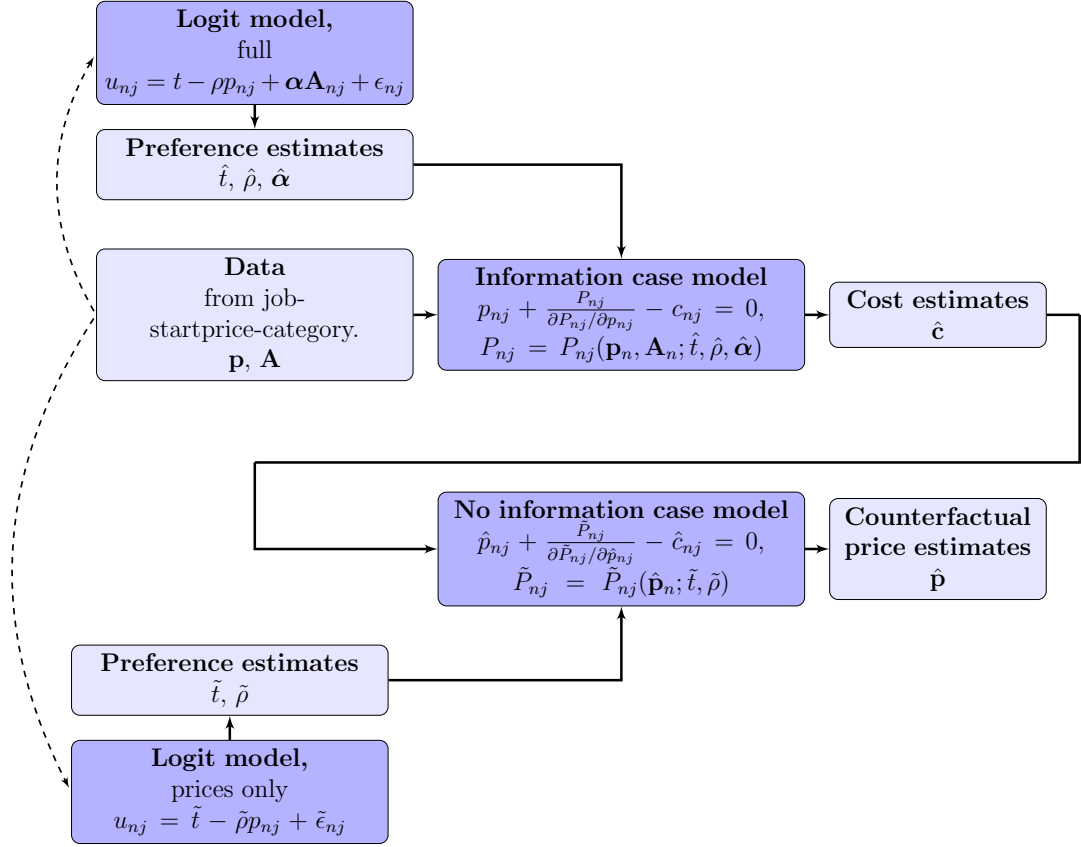 Logit model,
full
u_{nj} = t − ρp_{nj} + αA_{nj} + ϵ_{nj}
Preference estimates
t̂, ρ̂, α̂
Data
from job-
startprice-category.
p, A
Information case model
p_{nj} + \frac{P_{nj}}{∂P_{nj}/∂p_{nj}} − c_{nj} = 0,
P_{nj} = P_{nj}(p_n, A_n; t̂, ρ̂, α̂)
Cost estimates
ĉ
No information case model
p̂_{nj} + \frac{P̃_{nj}}{∂P̃_{nj}/∂p̂_{nj}} − ĉ_{nj} = 0,
P̃_{nj} = P̃_{nj}(p̂_n; t̃, ρ̃)
Counterfactual
price estimates
p̂
Preference estimates
t̃, ρ̃
Logit model,
prices only
u_{nj} = t̃ − ρ̃p_{nj} + ϵ̃_{nj}